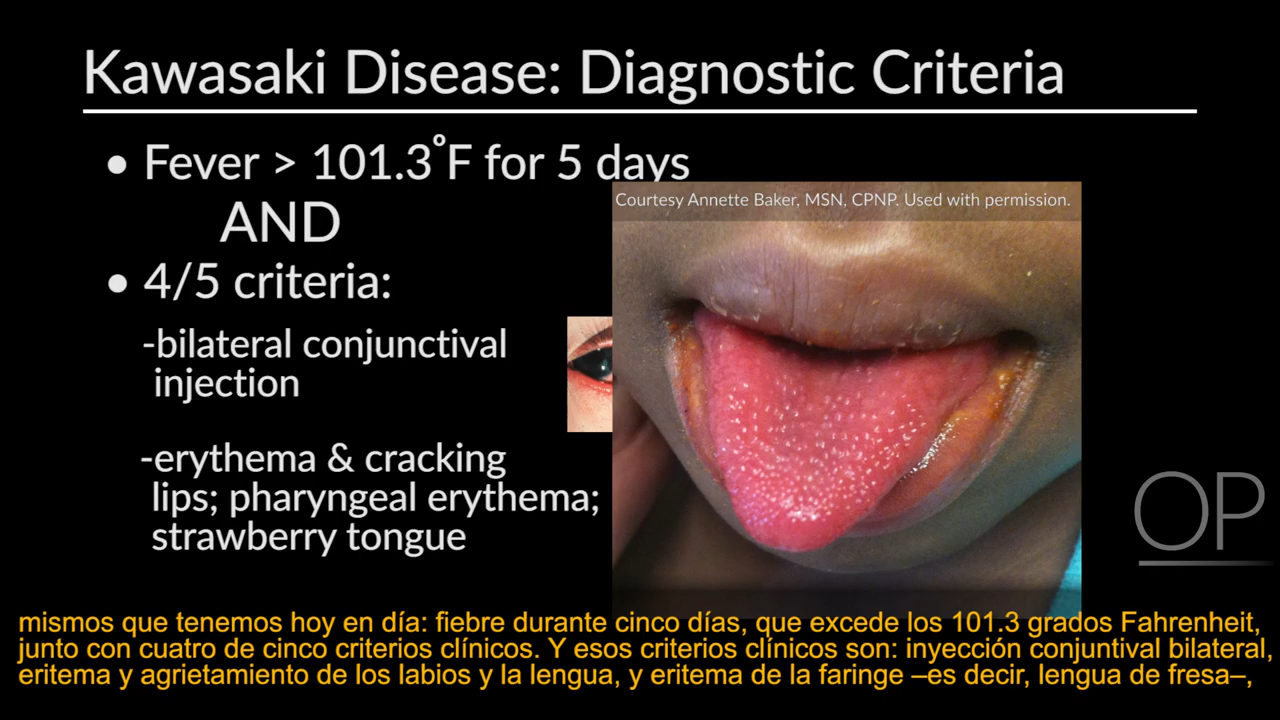 Kawasaki Disease: Diagnostic Criteria
• Fever > 101.3°F for 5 days
AND
• 4/5 criteria:
-bilateral conjunctival
injection
-erythema & cracking
lips; pharyngeal erythema;
strawberry tongue
Courtesy Annette Baker, MSN, CPNP. Used with permission.
OP
mismos que tenemos hoy en día: fiebre durante cinco días, que excede los 101.3 grados Fahrenheit,
junto con cuatro de cinco criterios clínicos. Y esos criterios clínicos son: inyección conjuntival bilateral,
eritema y agrietamiento de los labios y la lengua, y eritema de la faringe –es decir, lengua de fresa–,